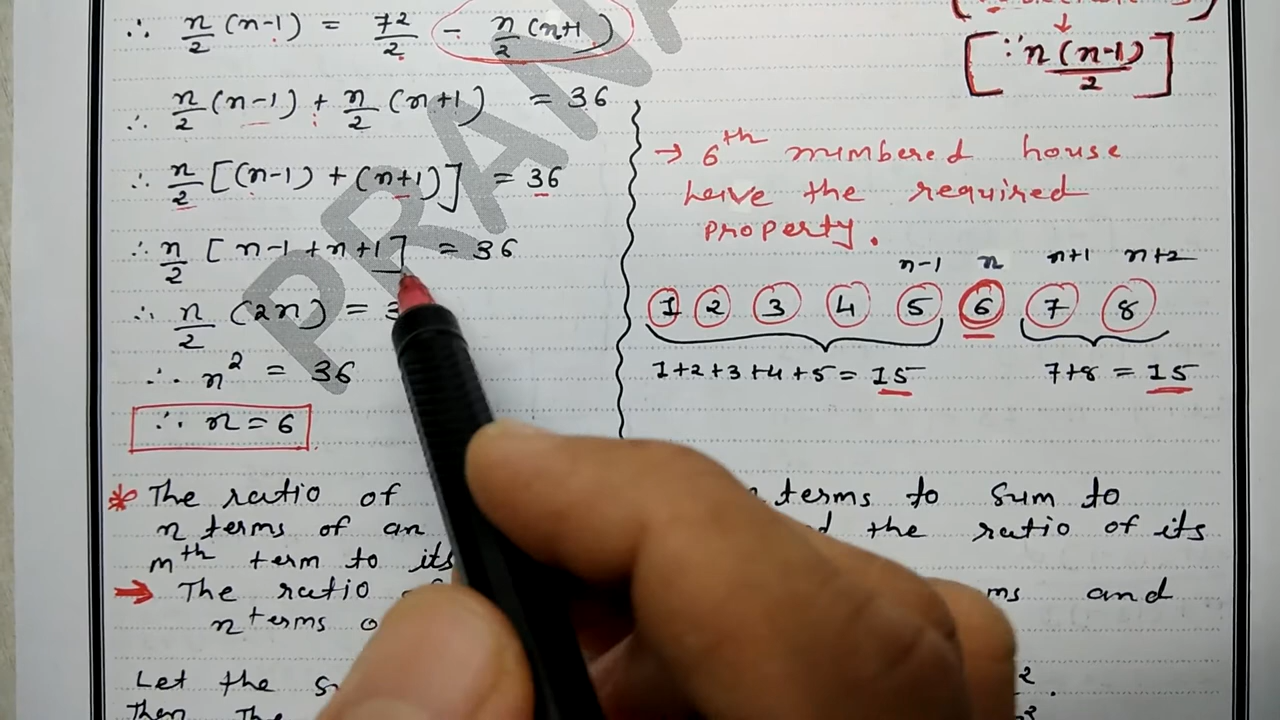 ∴ n/2 (n-1) = 72/2 - n/2 (n+1)
∴ n/2 (n-1) + n/2 (n+1) = 36
∴ n/2 [(n-1) + (n+1)] = 36
∴ n/2 [n-1+n+1] = 36
∴ n/2 (2n) = 3
∴ n² = 36
∴ n = 6
[∵ n(n-1)/2]
→ 6th numbered house
have the required
property.
n-1 n n+1 n+2
1 2 3 4 5 6 7 8
1+2+3+4+5 = 15 7+8 = 15
* The ratio of terms to sum to
n terms of an the ratio of its
mth term to its
→ The ratio and
n terms
Let the
Then The
PRANA